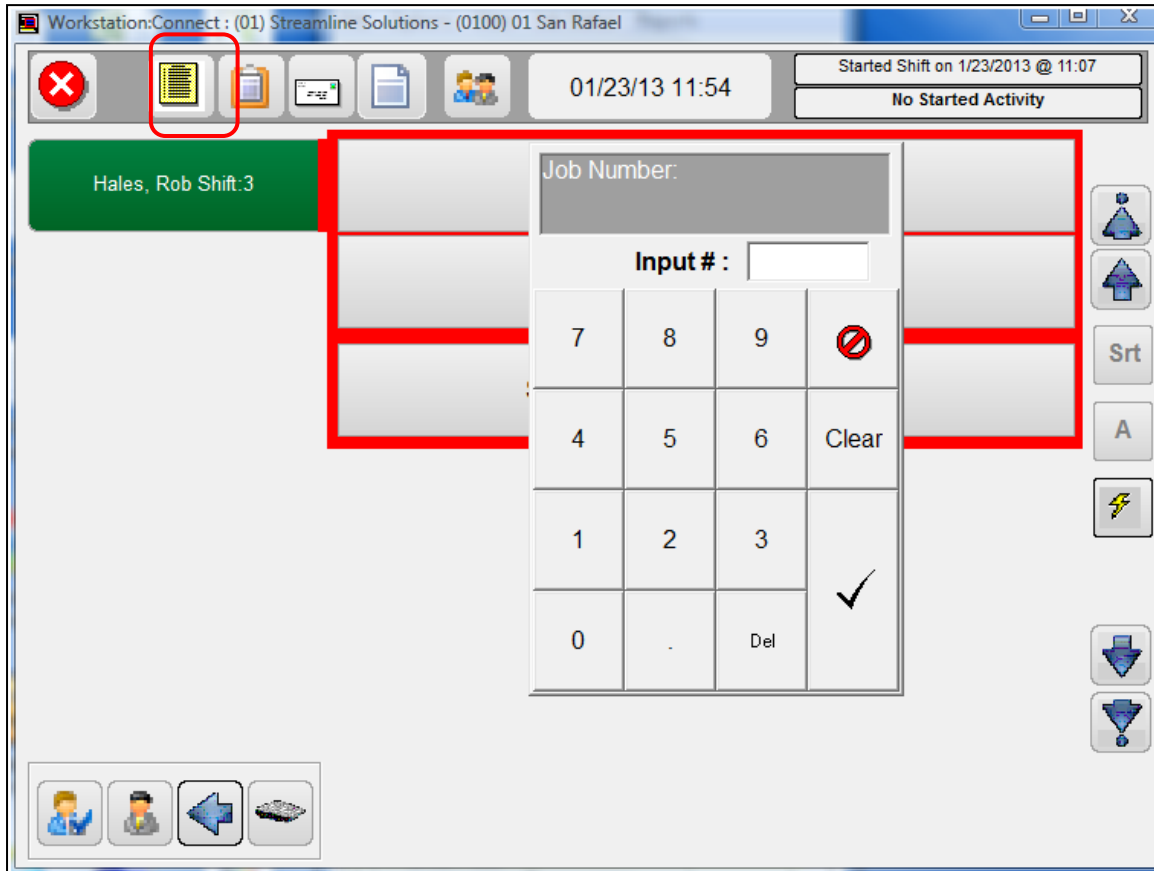 Workstation:Connect : (01) Streamline Solutions - (0100) 01 San Rafael
01/23/13 11:54
Started Shift on 1/23/2013 @ 11:07
No Started Activity
Hales, Rob Shift:3
Job Number:
Input # :
7 8 9
Srt
4 5 6 Clear
A
1 2 3
0 . Del